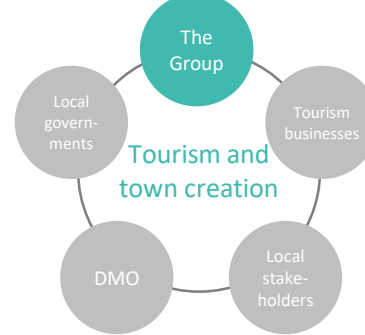 The
Group
Local
govern-
ments
Tourism
businesses
Tourism and
town creation
DMO
Local
stake-
holders